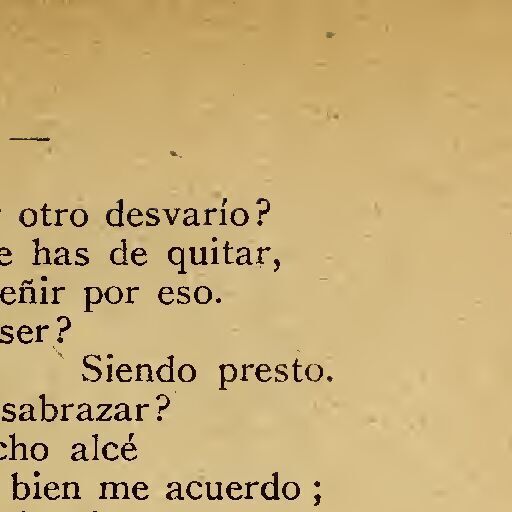 otro desvarío?
e has de quitar,
eñir por eso.
ser?
Siendo presto.
sabrazar?
cho alcé
bien me acuerdo;